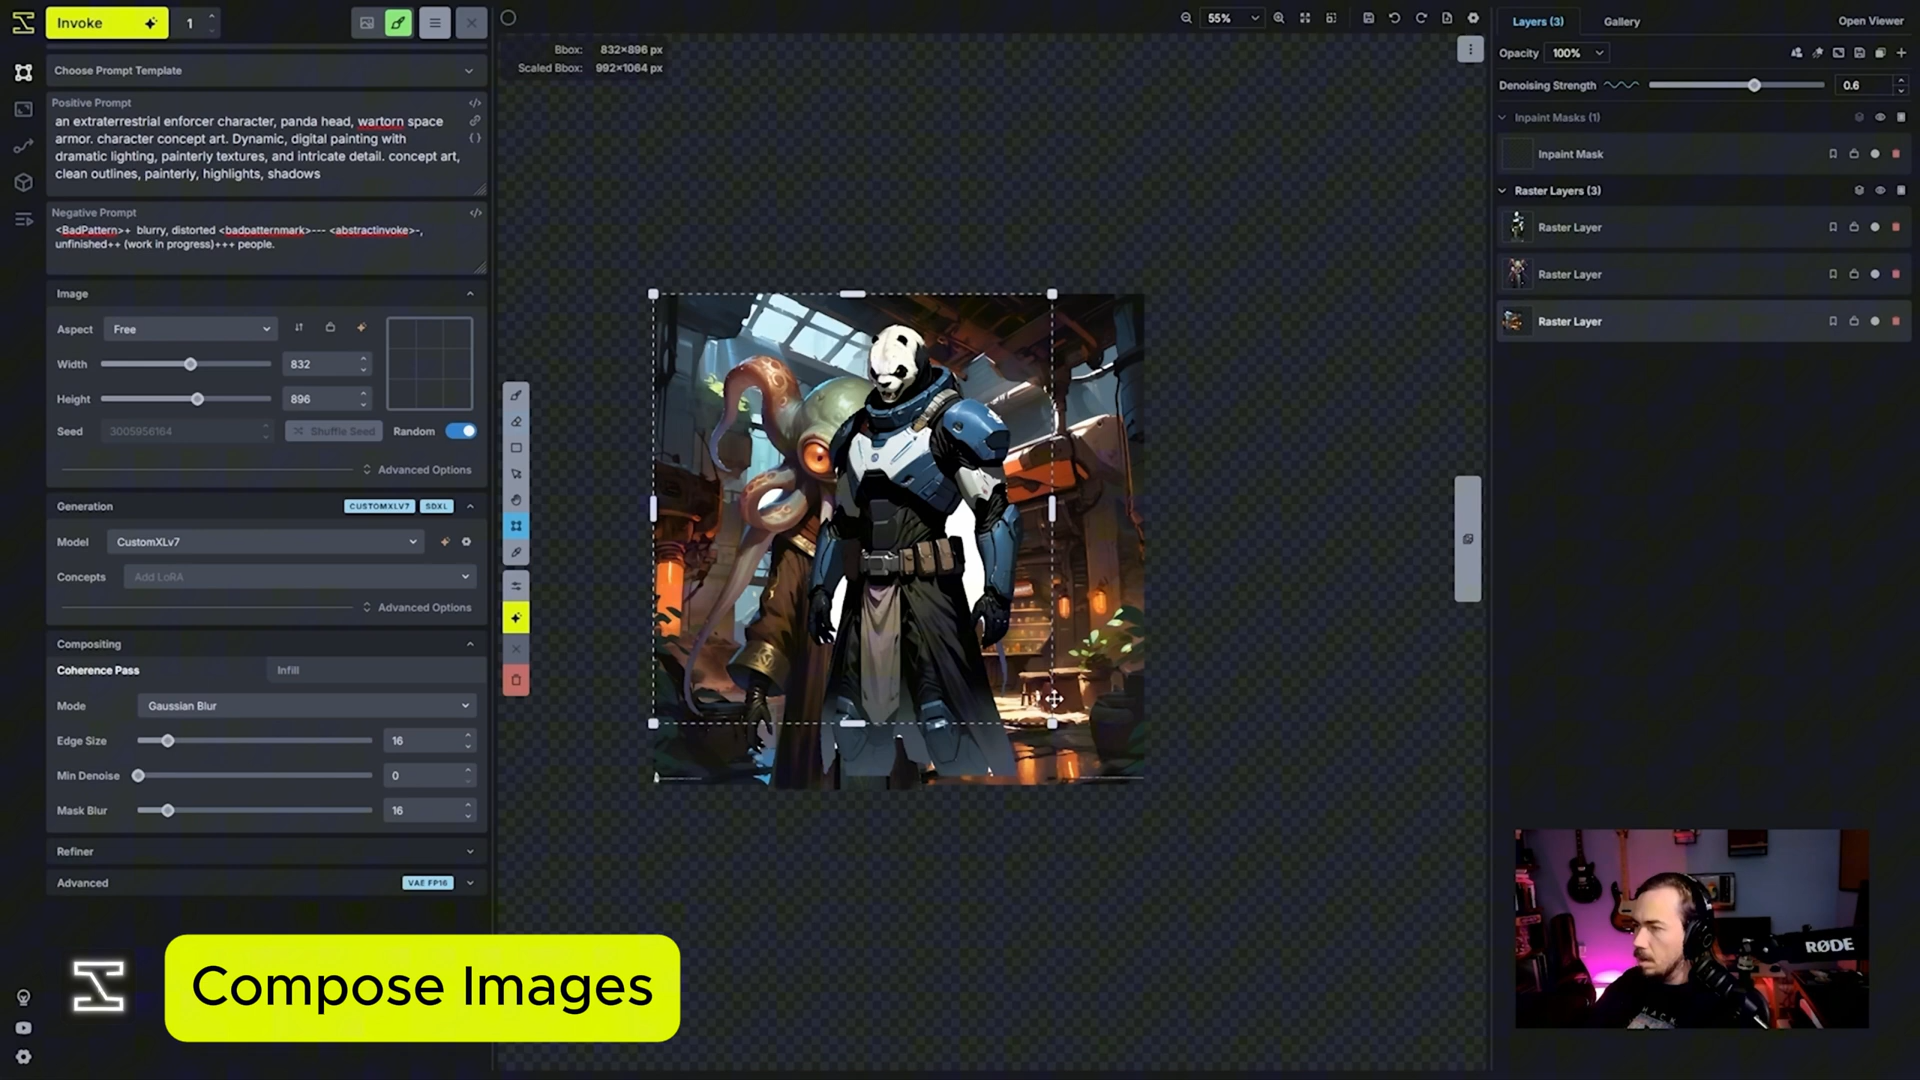 Invoke
1
55%
Layers (3)
Gallery
Open Viewer
Bbox: 832×896 px
Scaled Bbox: 992×1064 px
Opacity
100%
Choose Prompt Template
Denoising Strength
0.6
Positive Prompt
an extraterrestrial enforcer character, panda head, wartorn space
armor. character concept art. Dynamic, digital painting with
dramatic lighting, painterly textures, and intricate detail. concept art,
clean outlines, painterly, highlights, shadows
Inpaint Masks (1)
Inpaint Mask
Raster Layers (3)
Raster Layer
Raster Layer
Raster Layer
Negative Prompt
<BadPattern>+ blurry, distorted <badpatternmark>--- <abstractinvoke>-,
unfinished++ (work in progress)+++ people.
Image
Aspect
Free
Width
832
Height
896
Seed
3005956164
Shuffle Seed
Random
Advanced Options
Generation
CUSTOMXLV7
SDXL
Model
CustomXLv7
Concepts
Add LoRA
Advanced Options
Compositing
Coherence Pass
Infill
Mode
Gaussian Blur
Edge Size
16
Min Denoise
0
Mask Blur
16
Refiner
Advanced
VAE FP16
Compose Images
RØDE